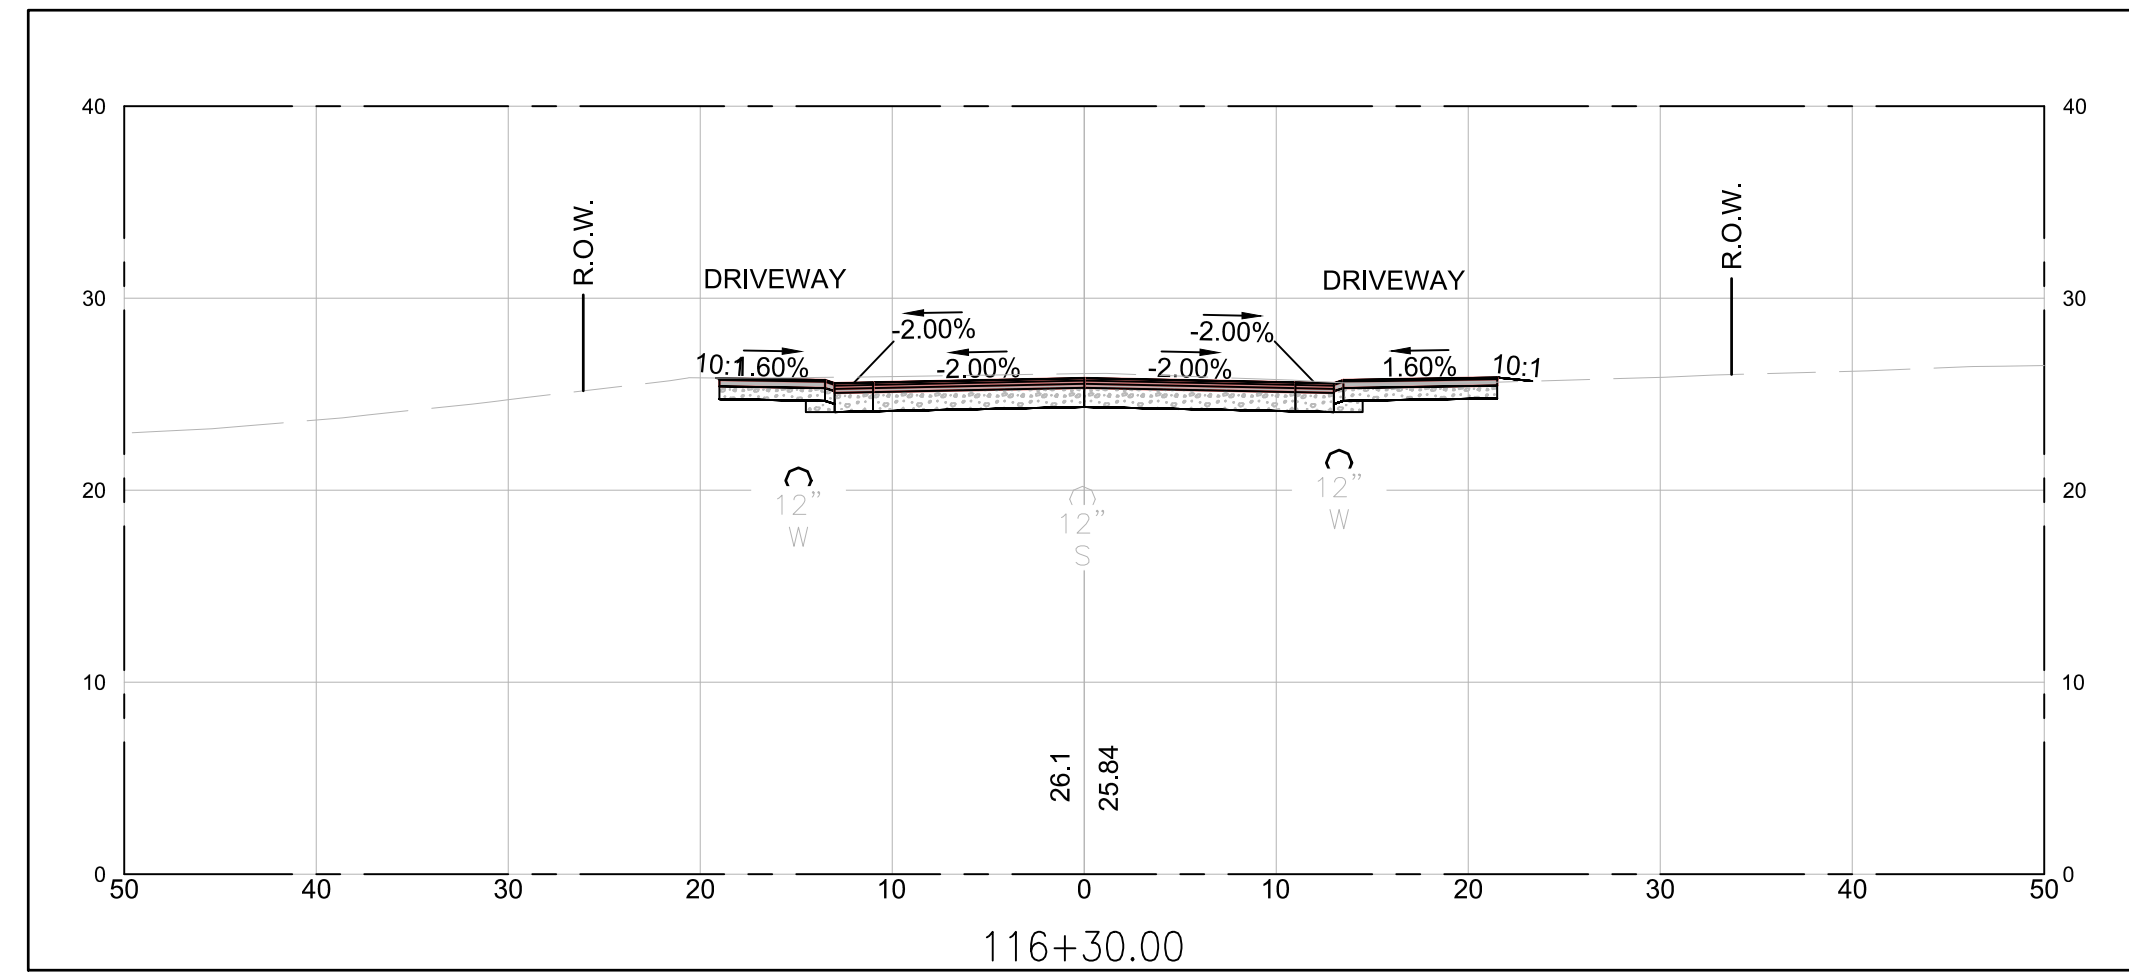 40 40
R.O.W. R.O.W.
DRIVEWAY DRIVEWAY
30 30
-2.00% -2.00%
10:1 1.60% -2.00% -2.00% 1.60% 10:1
12" 12"
W W
20 20
12"
S
10 10
26.1 25.84
0 0
50 40 30 20 10 0 10 20 30 40 50
116+30.00